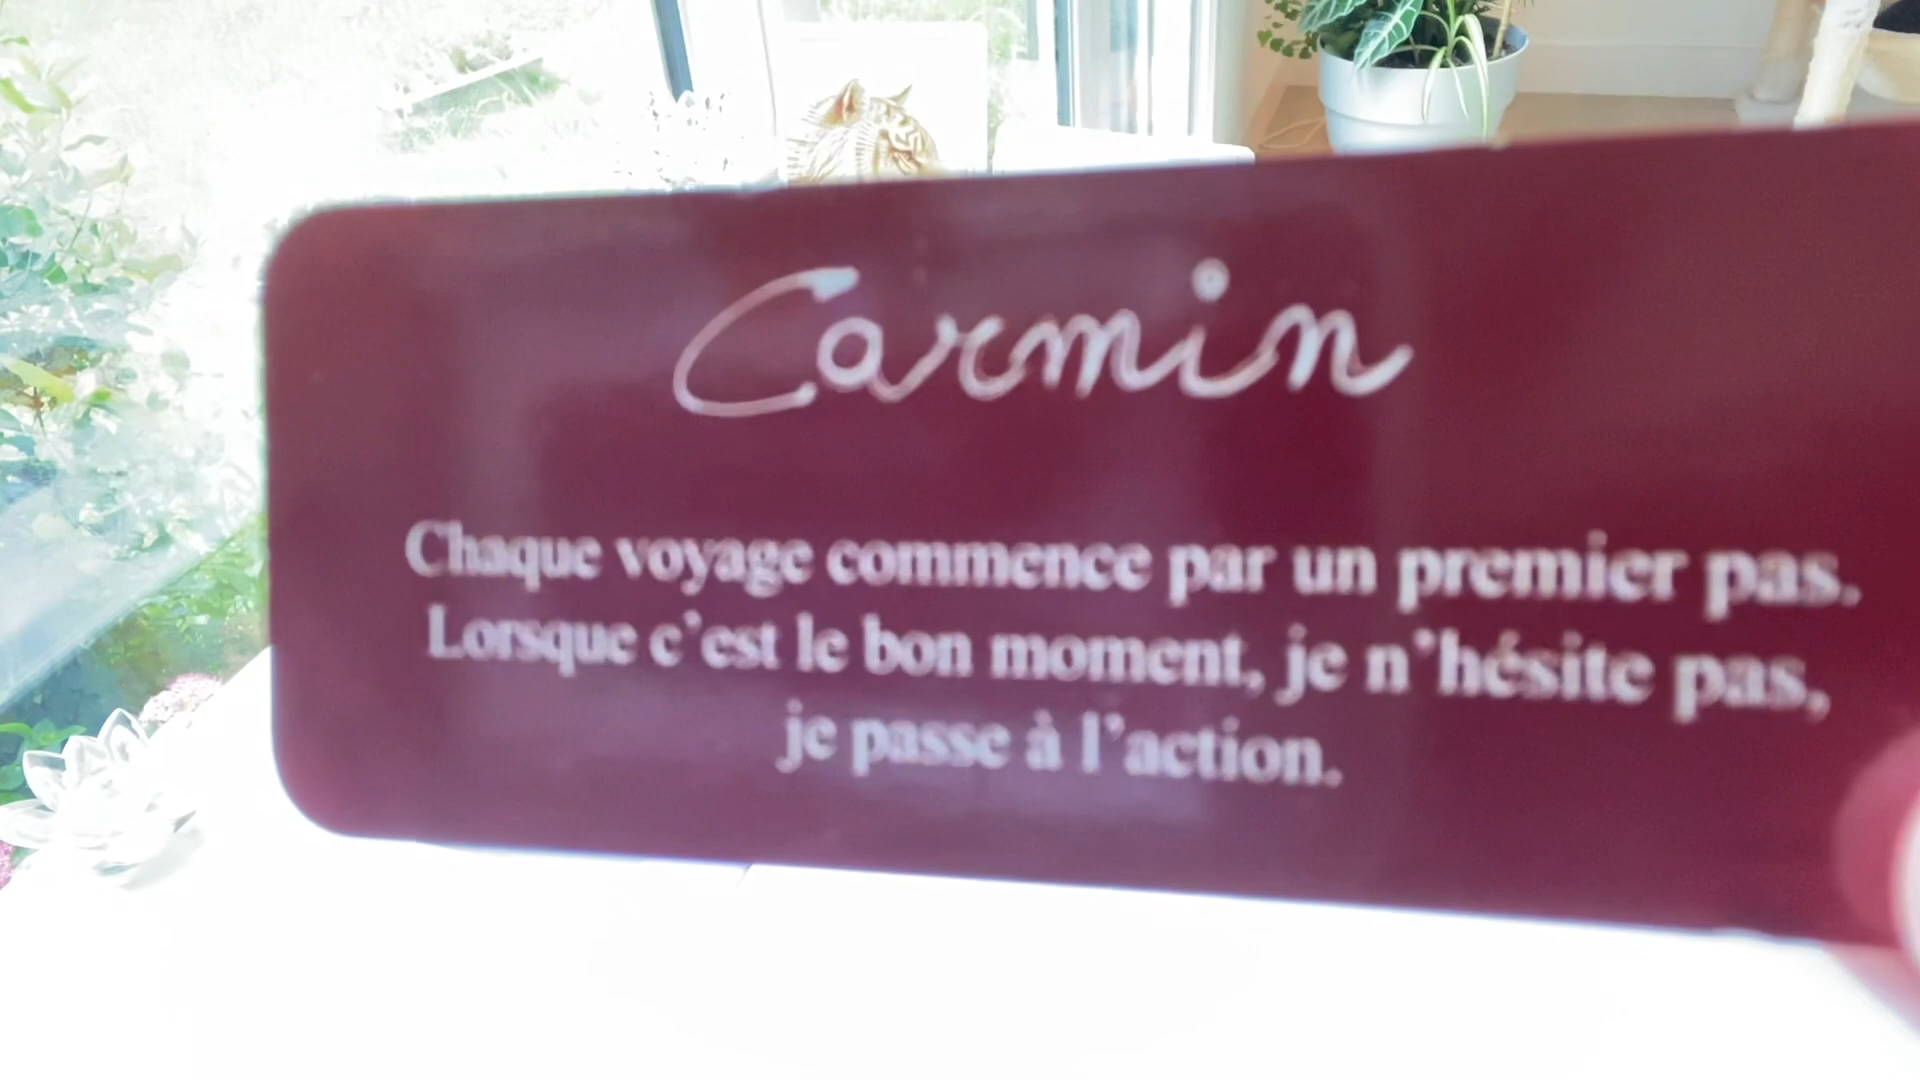 Carmin
Chaque voyage commence par un premier pas.
Lorsque c’est le bon moment, je n’hésite pas,
je passe à l’action.